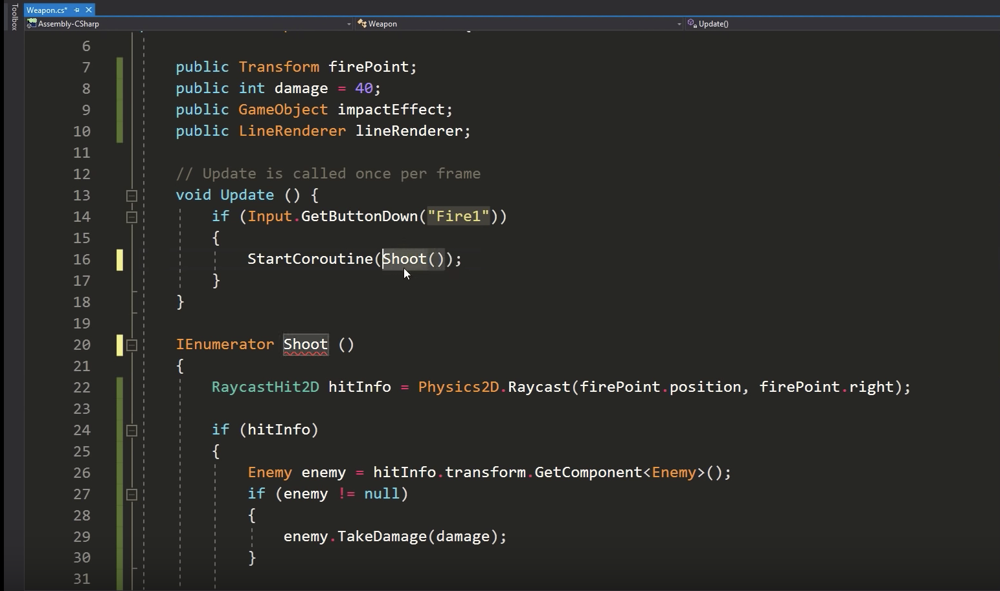 Toolbox
Weapon.cs*
Assembly-CSharp
Weapon
Update()
6
7 public Transform firePoint;
8 public int damage = 40;
9 public GameObject impactEffect;
10 public LineRenderer lineRenderer;
11
12 // Update is called once per frame
13 void Update () {
14 if (Input.GetButtonDown("Fire1"))
15 {
16 StartCoroutine(Shoot());
17 }
18 }
19
20 IEnumerator Shoot ()
21 {
22 RaycastHit2D hitInfo = Physics2D.Raycast(firePoint.position, firePoint.right);
23
24 if (hitInfo)
25 {
26 Enemy enemy = hitInfo.transform.GetComponent<Enemy>();
27 if (enemy != null)
28 {
29 enemy.TakeDamage(damage);
30 }
31